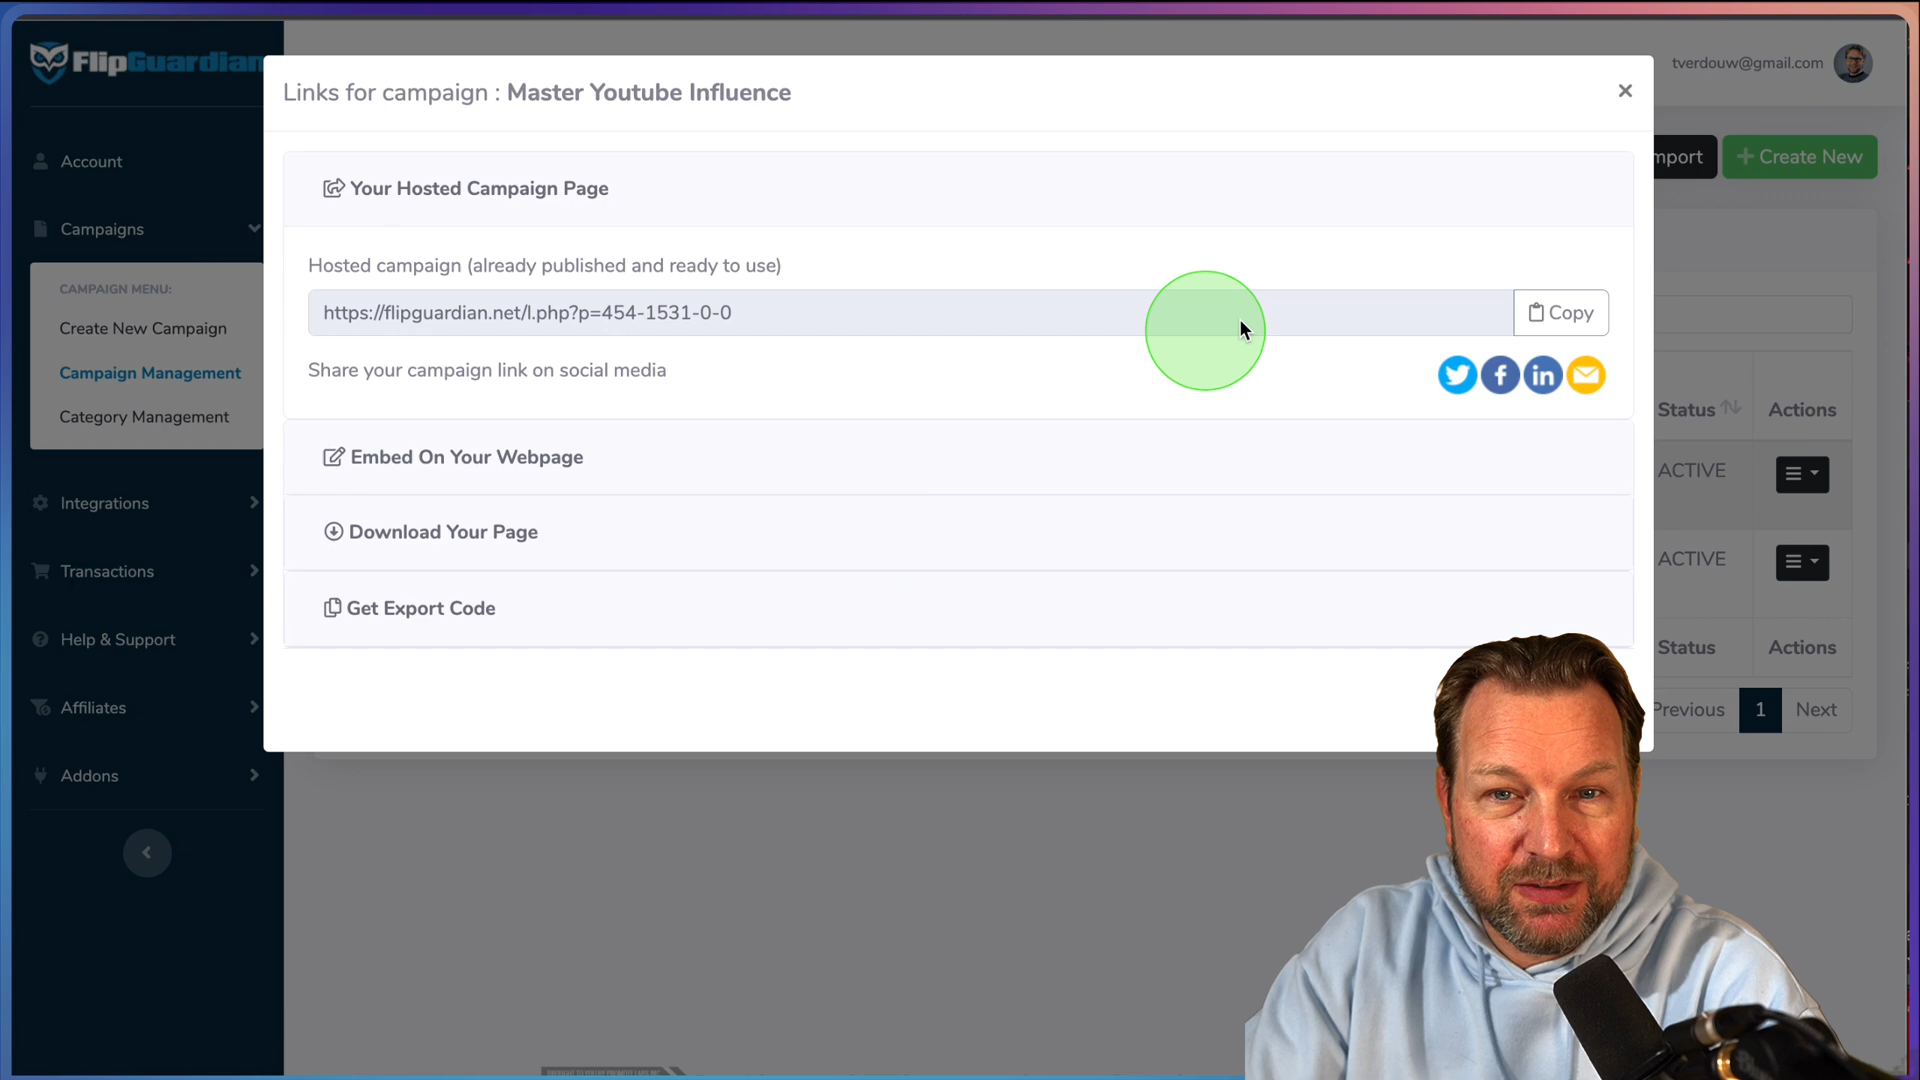 FlipGuardian
tverdouw@gmail.com
Links for campaign : Master Youtube Influence
×
Account
Campaigns
CAMPAIGN MENU:
Create New Campaign
Campaign Management
Category Management
Integrations
Transactions
Help & Support
Affiliates
Addons
Your Hosted Campaign Page
Hosted campaign (already published and ready to use)
https://flipguardian.net/l.php?p=454-1531-0-0
Copy
Share your campaign link on social media
Embed On Your Webpage
Download Your Page
Get Export Code
mport
+ Create New
Status Actions
ACTIVE
ACTIVE
Status Actions
Previous 1 Next